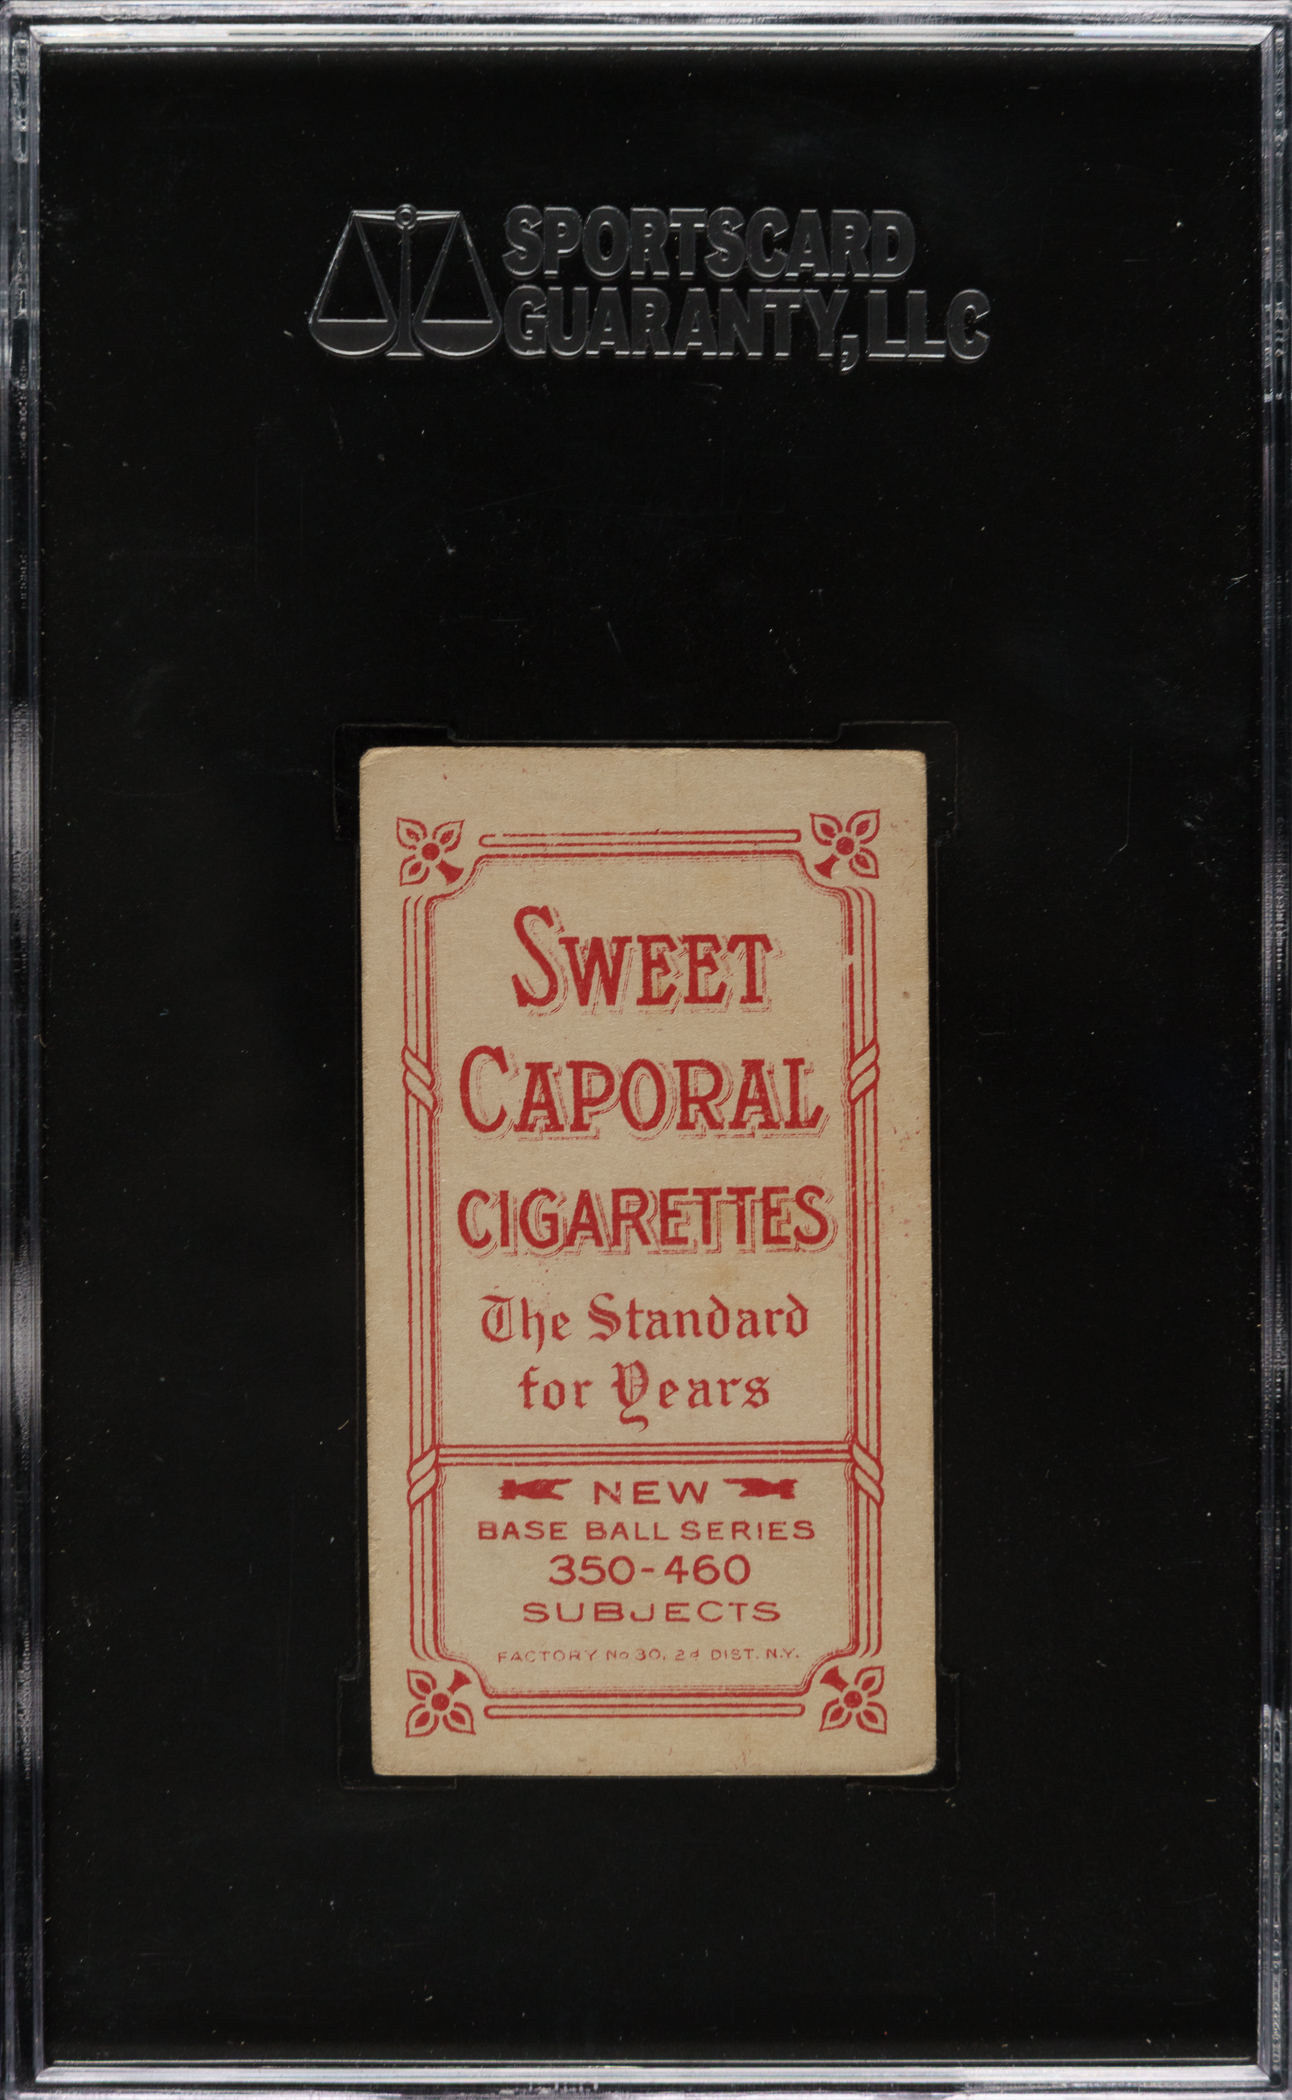 SPORTSCARD
GUARANTY, LLC
SWEET
CAPORAL
CIGARETTES
The Standard
for Years
NEW
BASE BALL SERIES
350-460
SUBJECTS
FACTORY No 30, 2d DIST. N.Y.